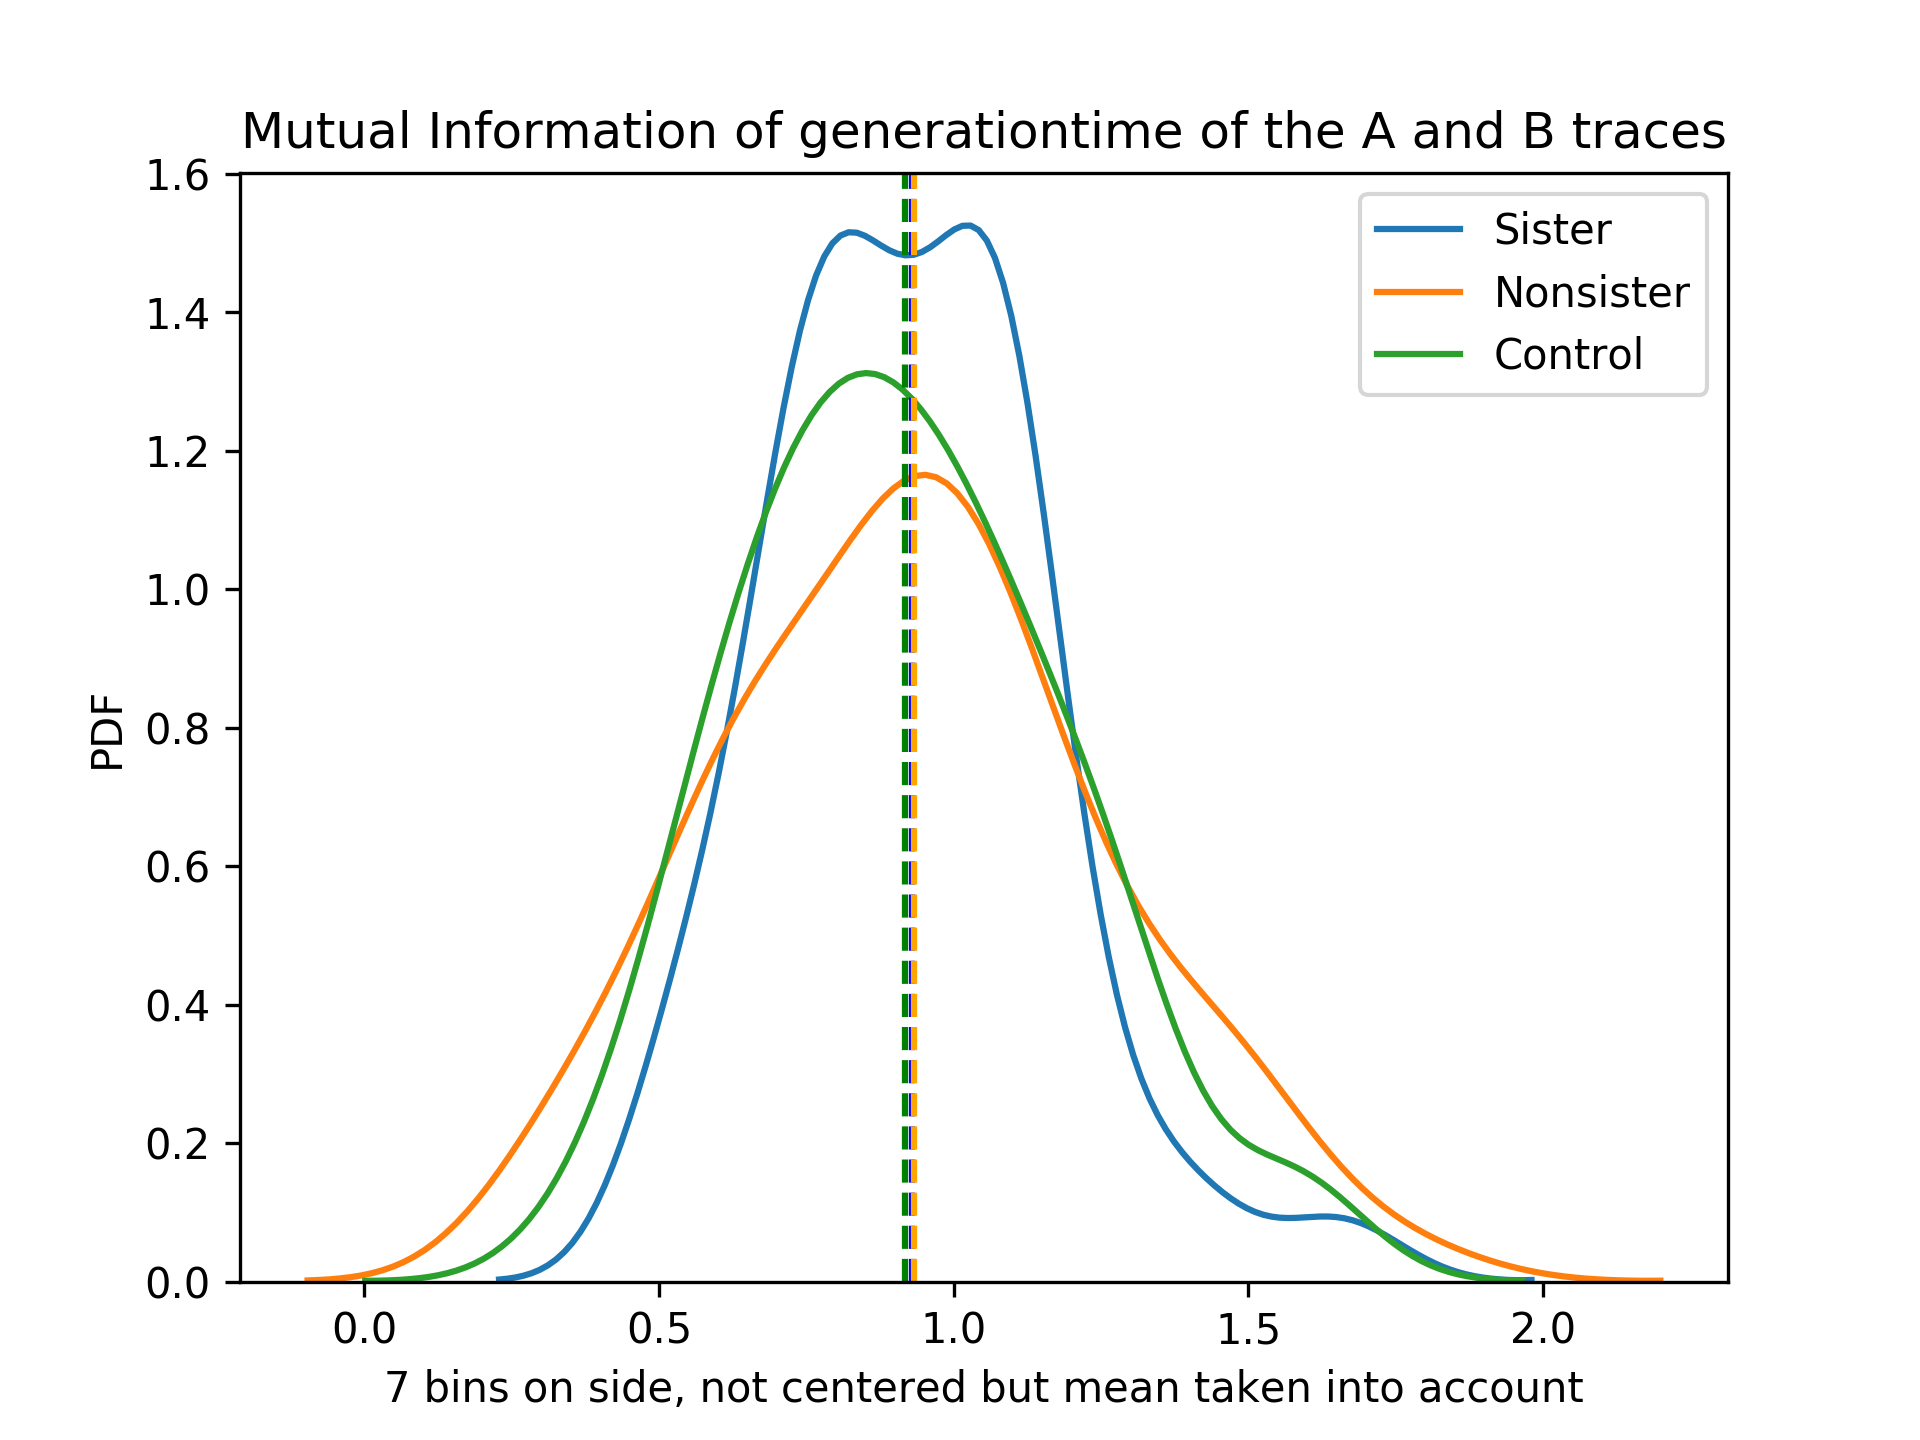 Mutual Information of generationtime of the A and B traces
1.6
1.4
1.2
1.0
0.8
0.6
0.4
0.2
0.0
PDF
Sister
Nonsister
Control
0.0 0.5 1.0 1.5 2.0
7 bins on side, not centered but mean taken into account